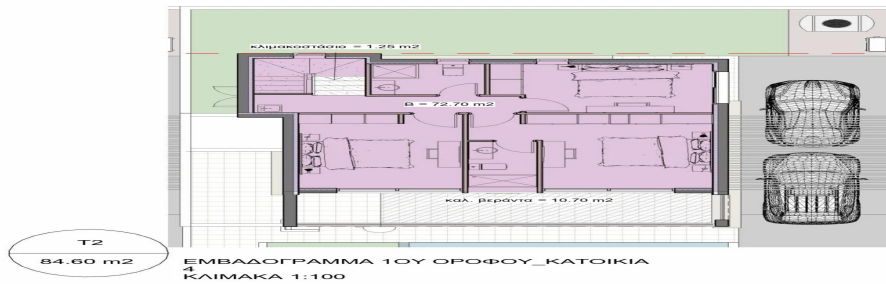 κλιμακοστάσιο = 1.25 m2
B = 72.70 m2
καλ. βεράντα = 10.70 m2
T2
84.60 m2
ΕΜΒΑΔΟΓΡΑΜΜΑ 1ΟΥ ΟΡΟΦΟΥ_ΚΑΤΟΙΚΙΑ
4
ΚΛΙΜΑΚΑ 1:100